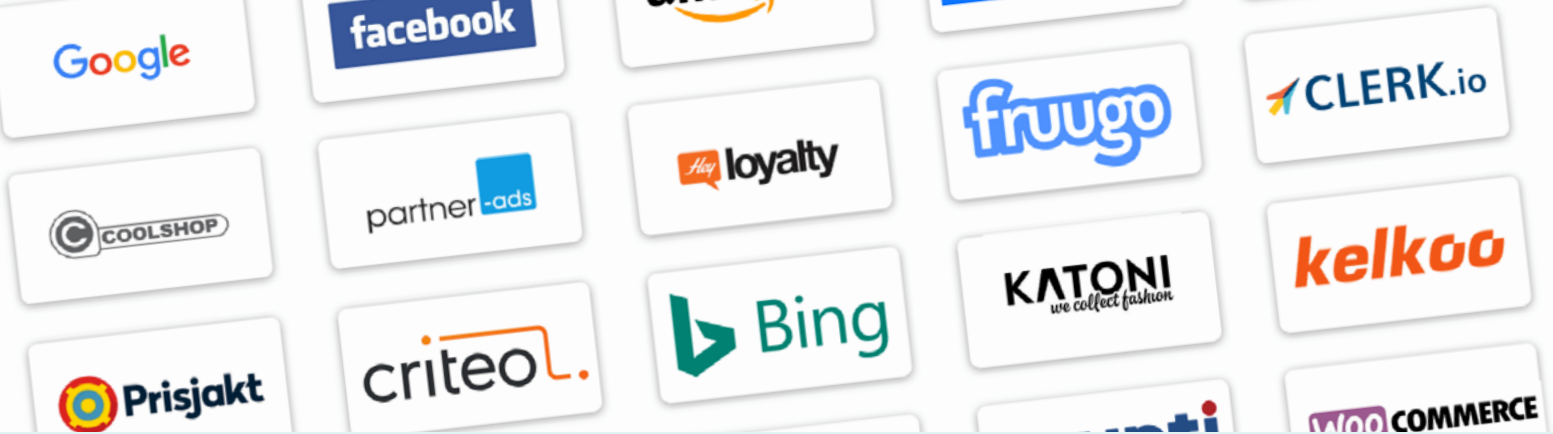 Google
facebook
fruugo
CLERK.io
COOLSHOP
partner-ads
Hey loyalty
KATONI
we collect fashion
kelkoo
Prisjakt
criteo
Bing
WOO COMMERCE